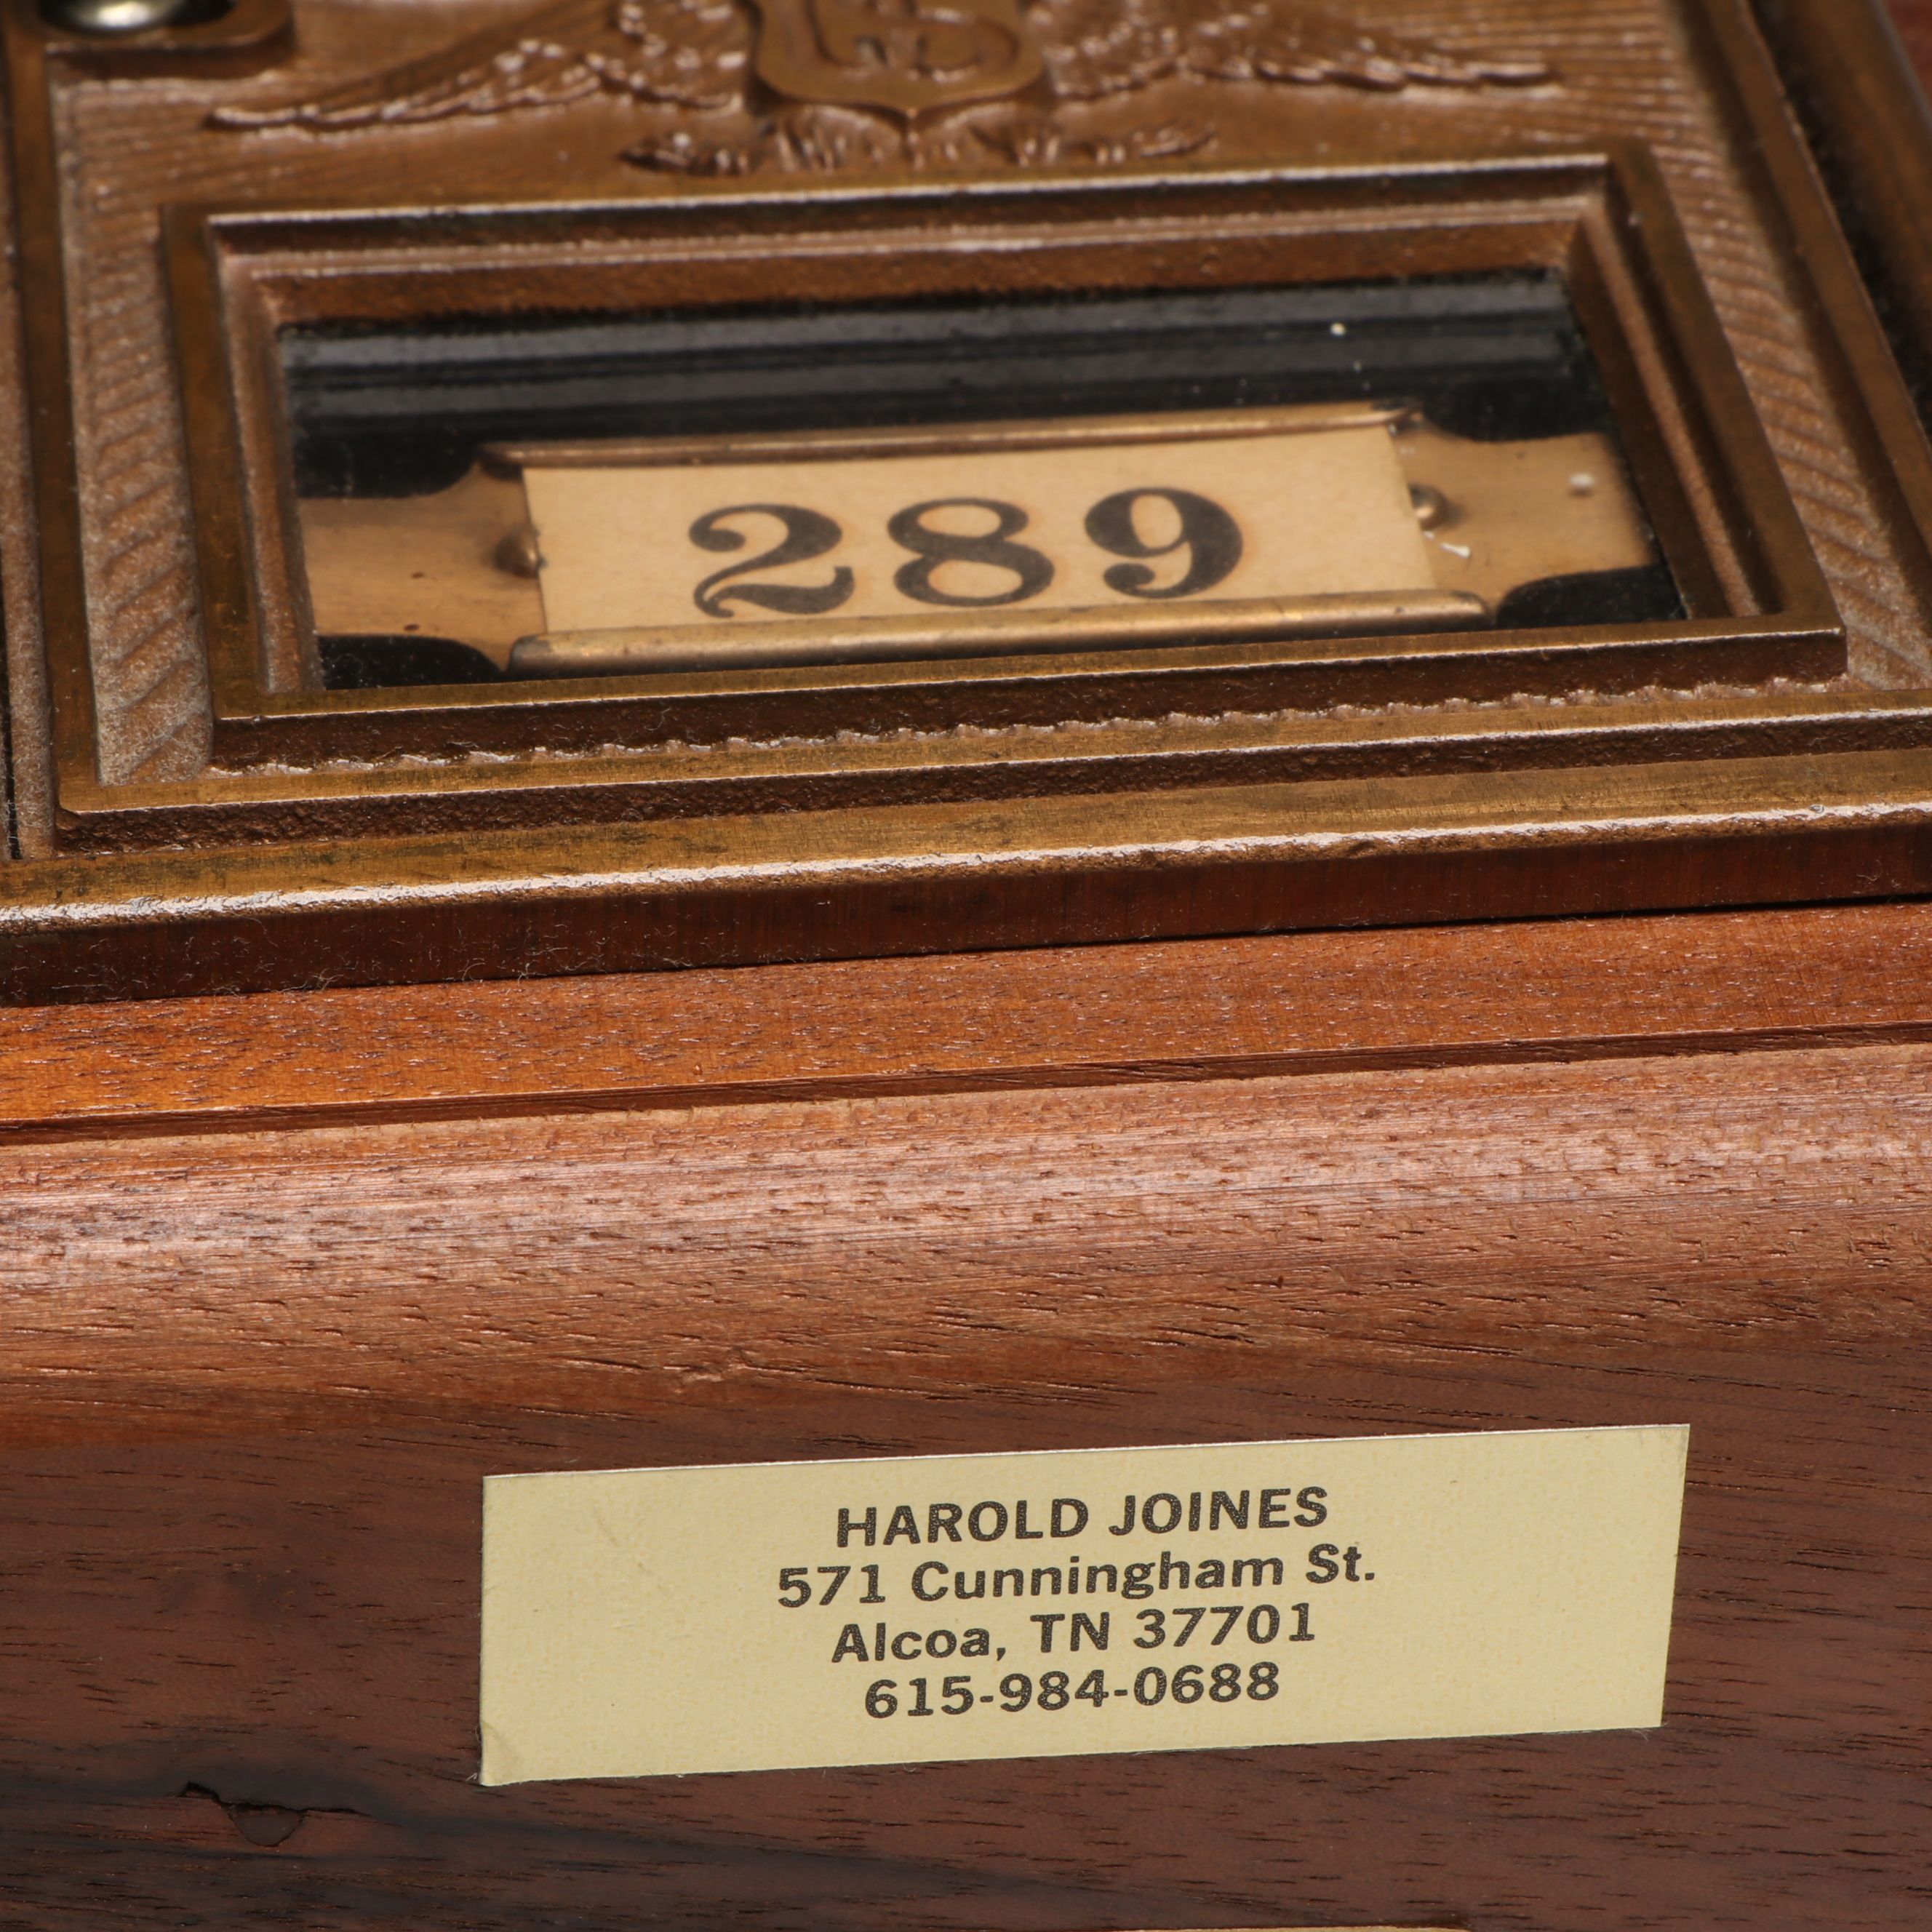 289
HAROLD JOINES
571 Cunningham St.
Alcoa, TN 37701
615-984-0688